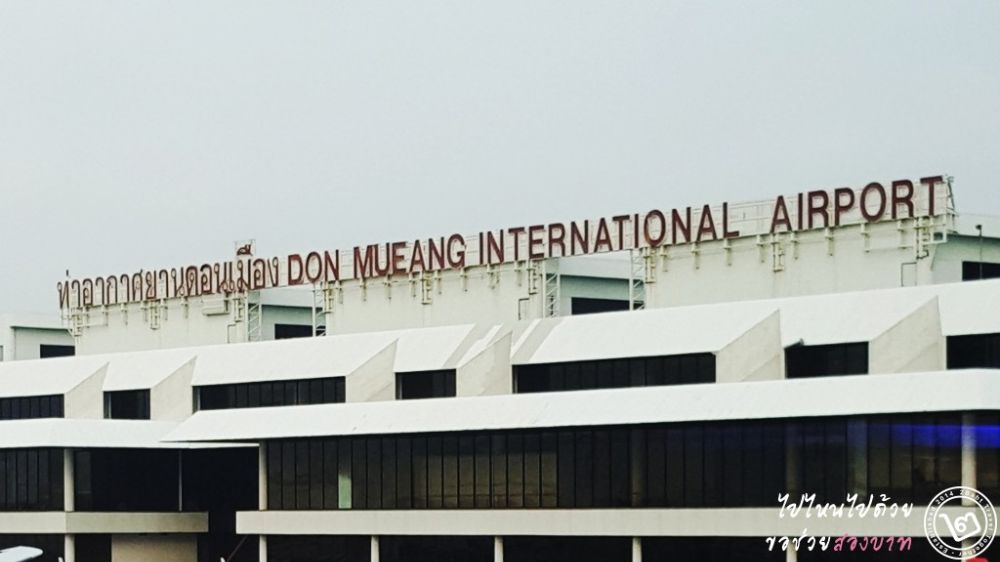 ท่าอากาศยานดอนเมือง DON MUEANG INTERNATIONAL AIRPORT
ไปไหนไปด้วย
ขอช่วยสองบาท